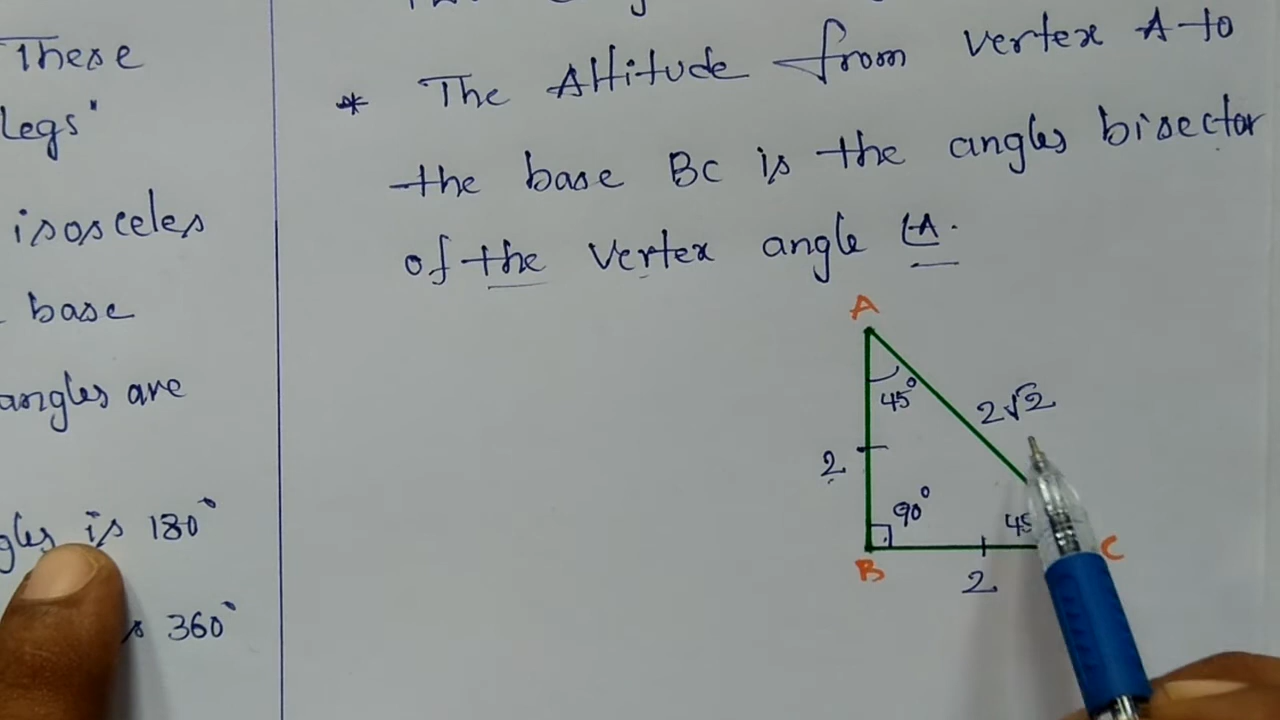 These
legs"
isosceles
base
angles are
is 180°
360°
* The Altitude from vertex A to
the base BC is the angles bisector
of the vertex angle ∠A.
A
45°
2√2
2
90°
45
B
2
C